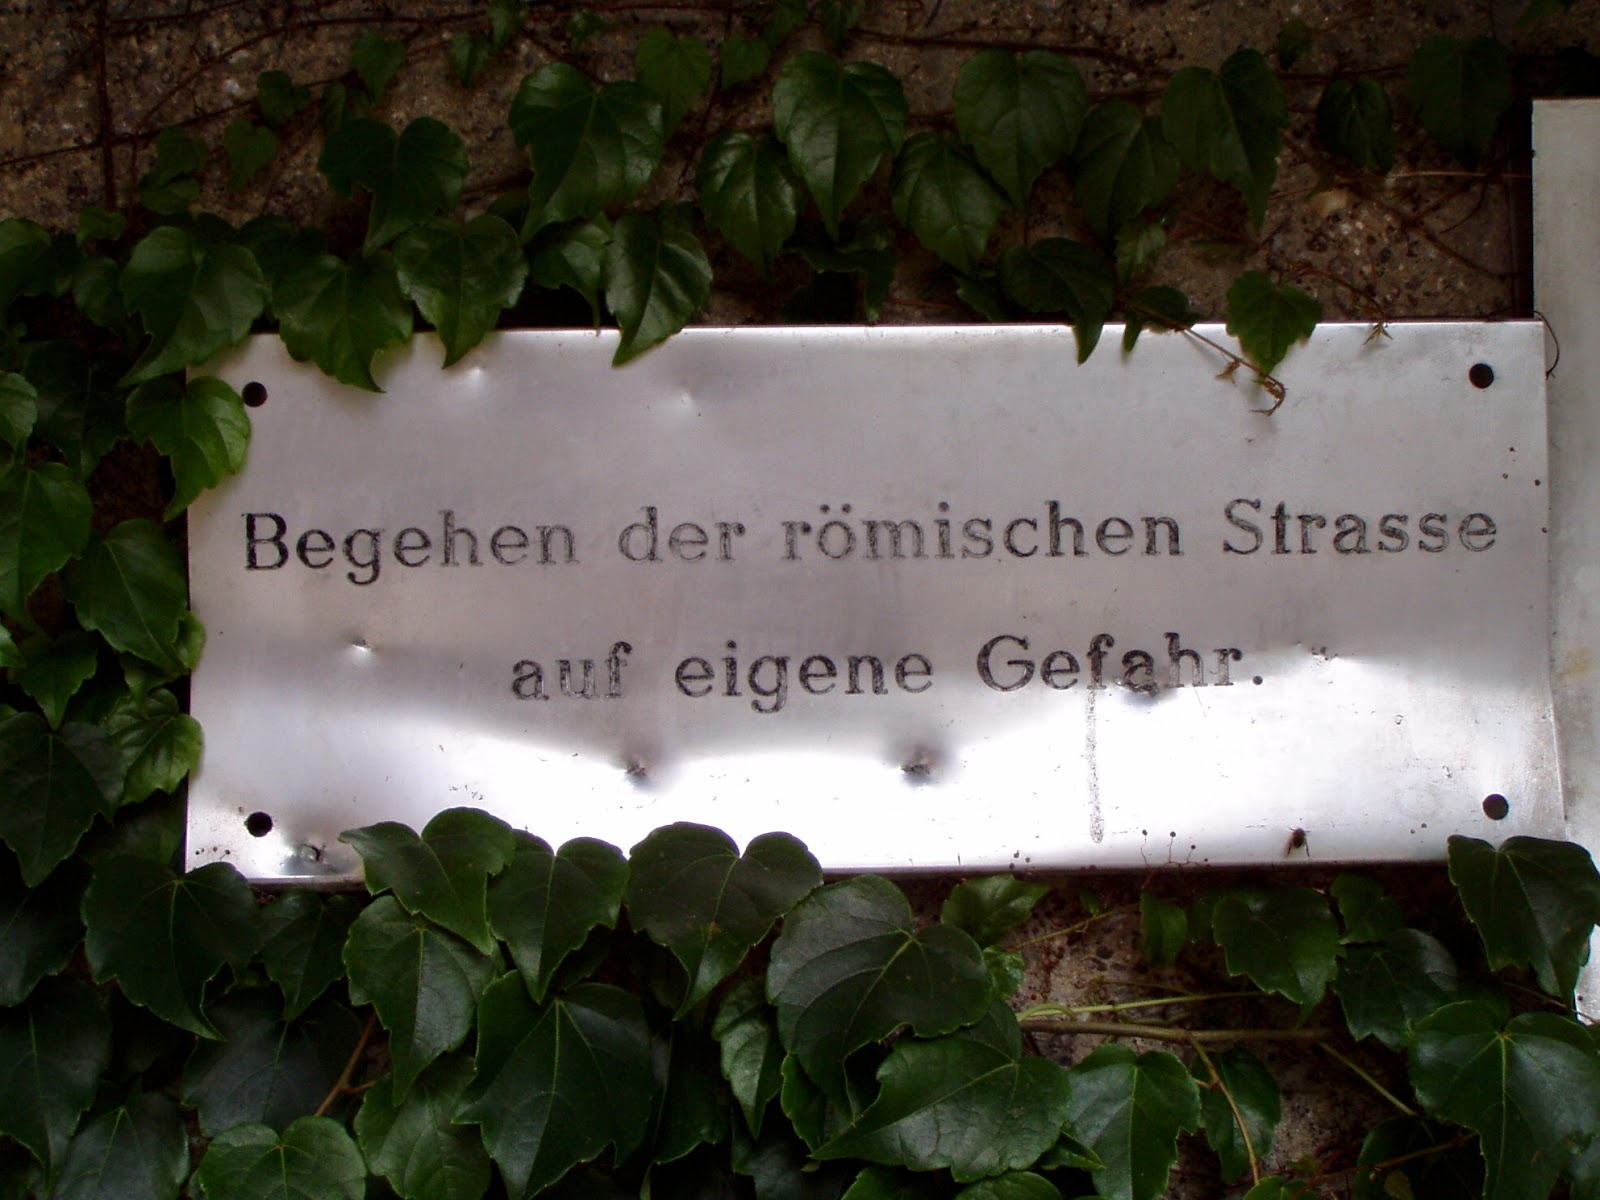 Begehen der römischen Strasse
auf eigene Gefahr.